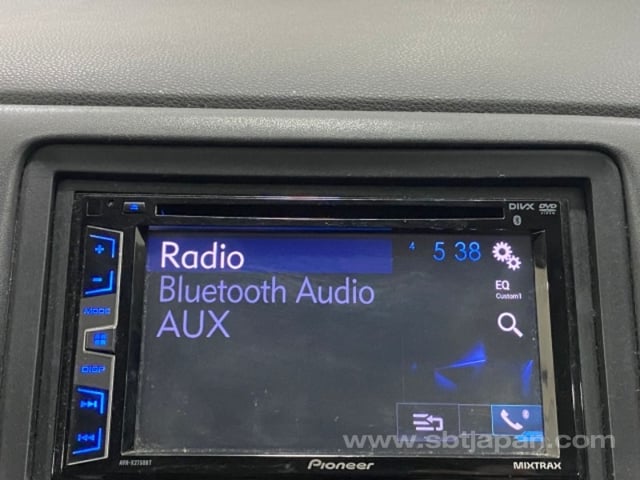 DIVX DVD VIDEO
Radio
4 5 38
Bluetooth Audio
EQ
Custom1
AUX
MODE
DISP
www.sbtjapan.com
AVH-X2750BT
Pioneer
MIXTRAX